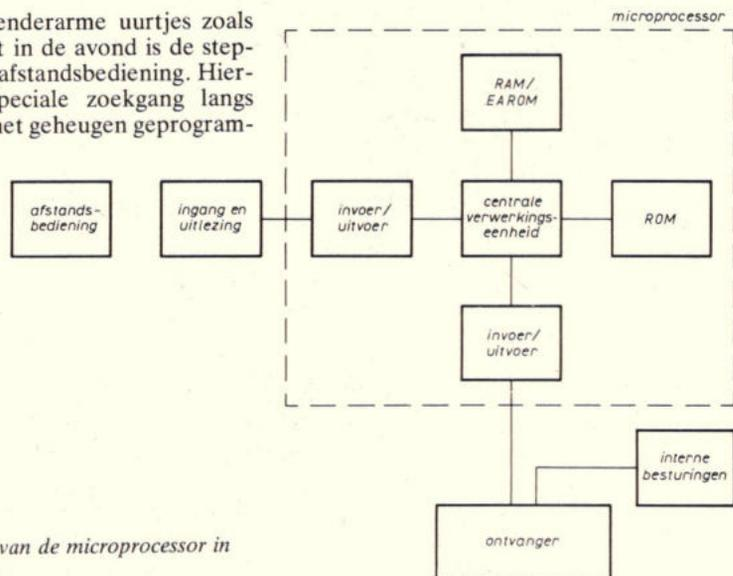 enderarme uurtjes zoals
t in de avond is de step-
afstandsbediening. Hier-
peciale zoekgang langs
net geheugen geprogram-
microprocessor
RAM/
EAROM
afstands-
bediening
ingang en
uitlezing
invoer/
uitvoer
centrale
verwerkings-
eenheid
ROM
invoer/
uitvoer
interne
besturingen
ontvanger
van de microprocessor in